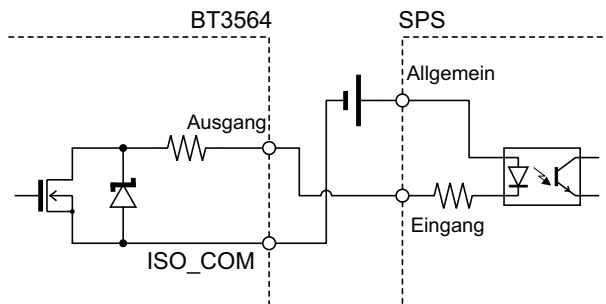 BT3564
SPS
Allgemein
Ausgang
Eingang
ISO_COM